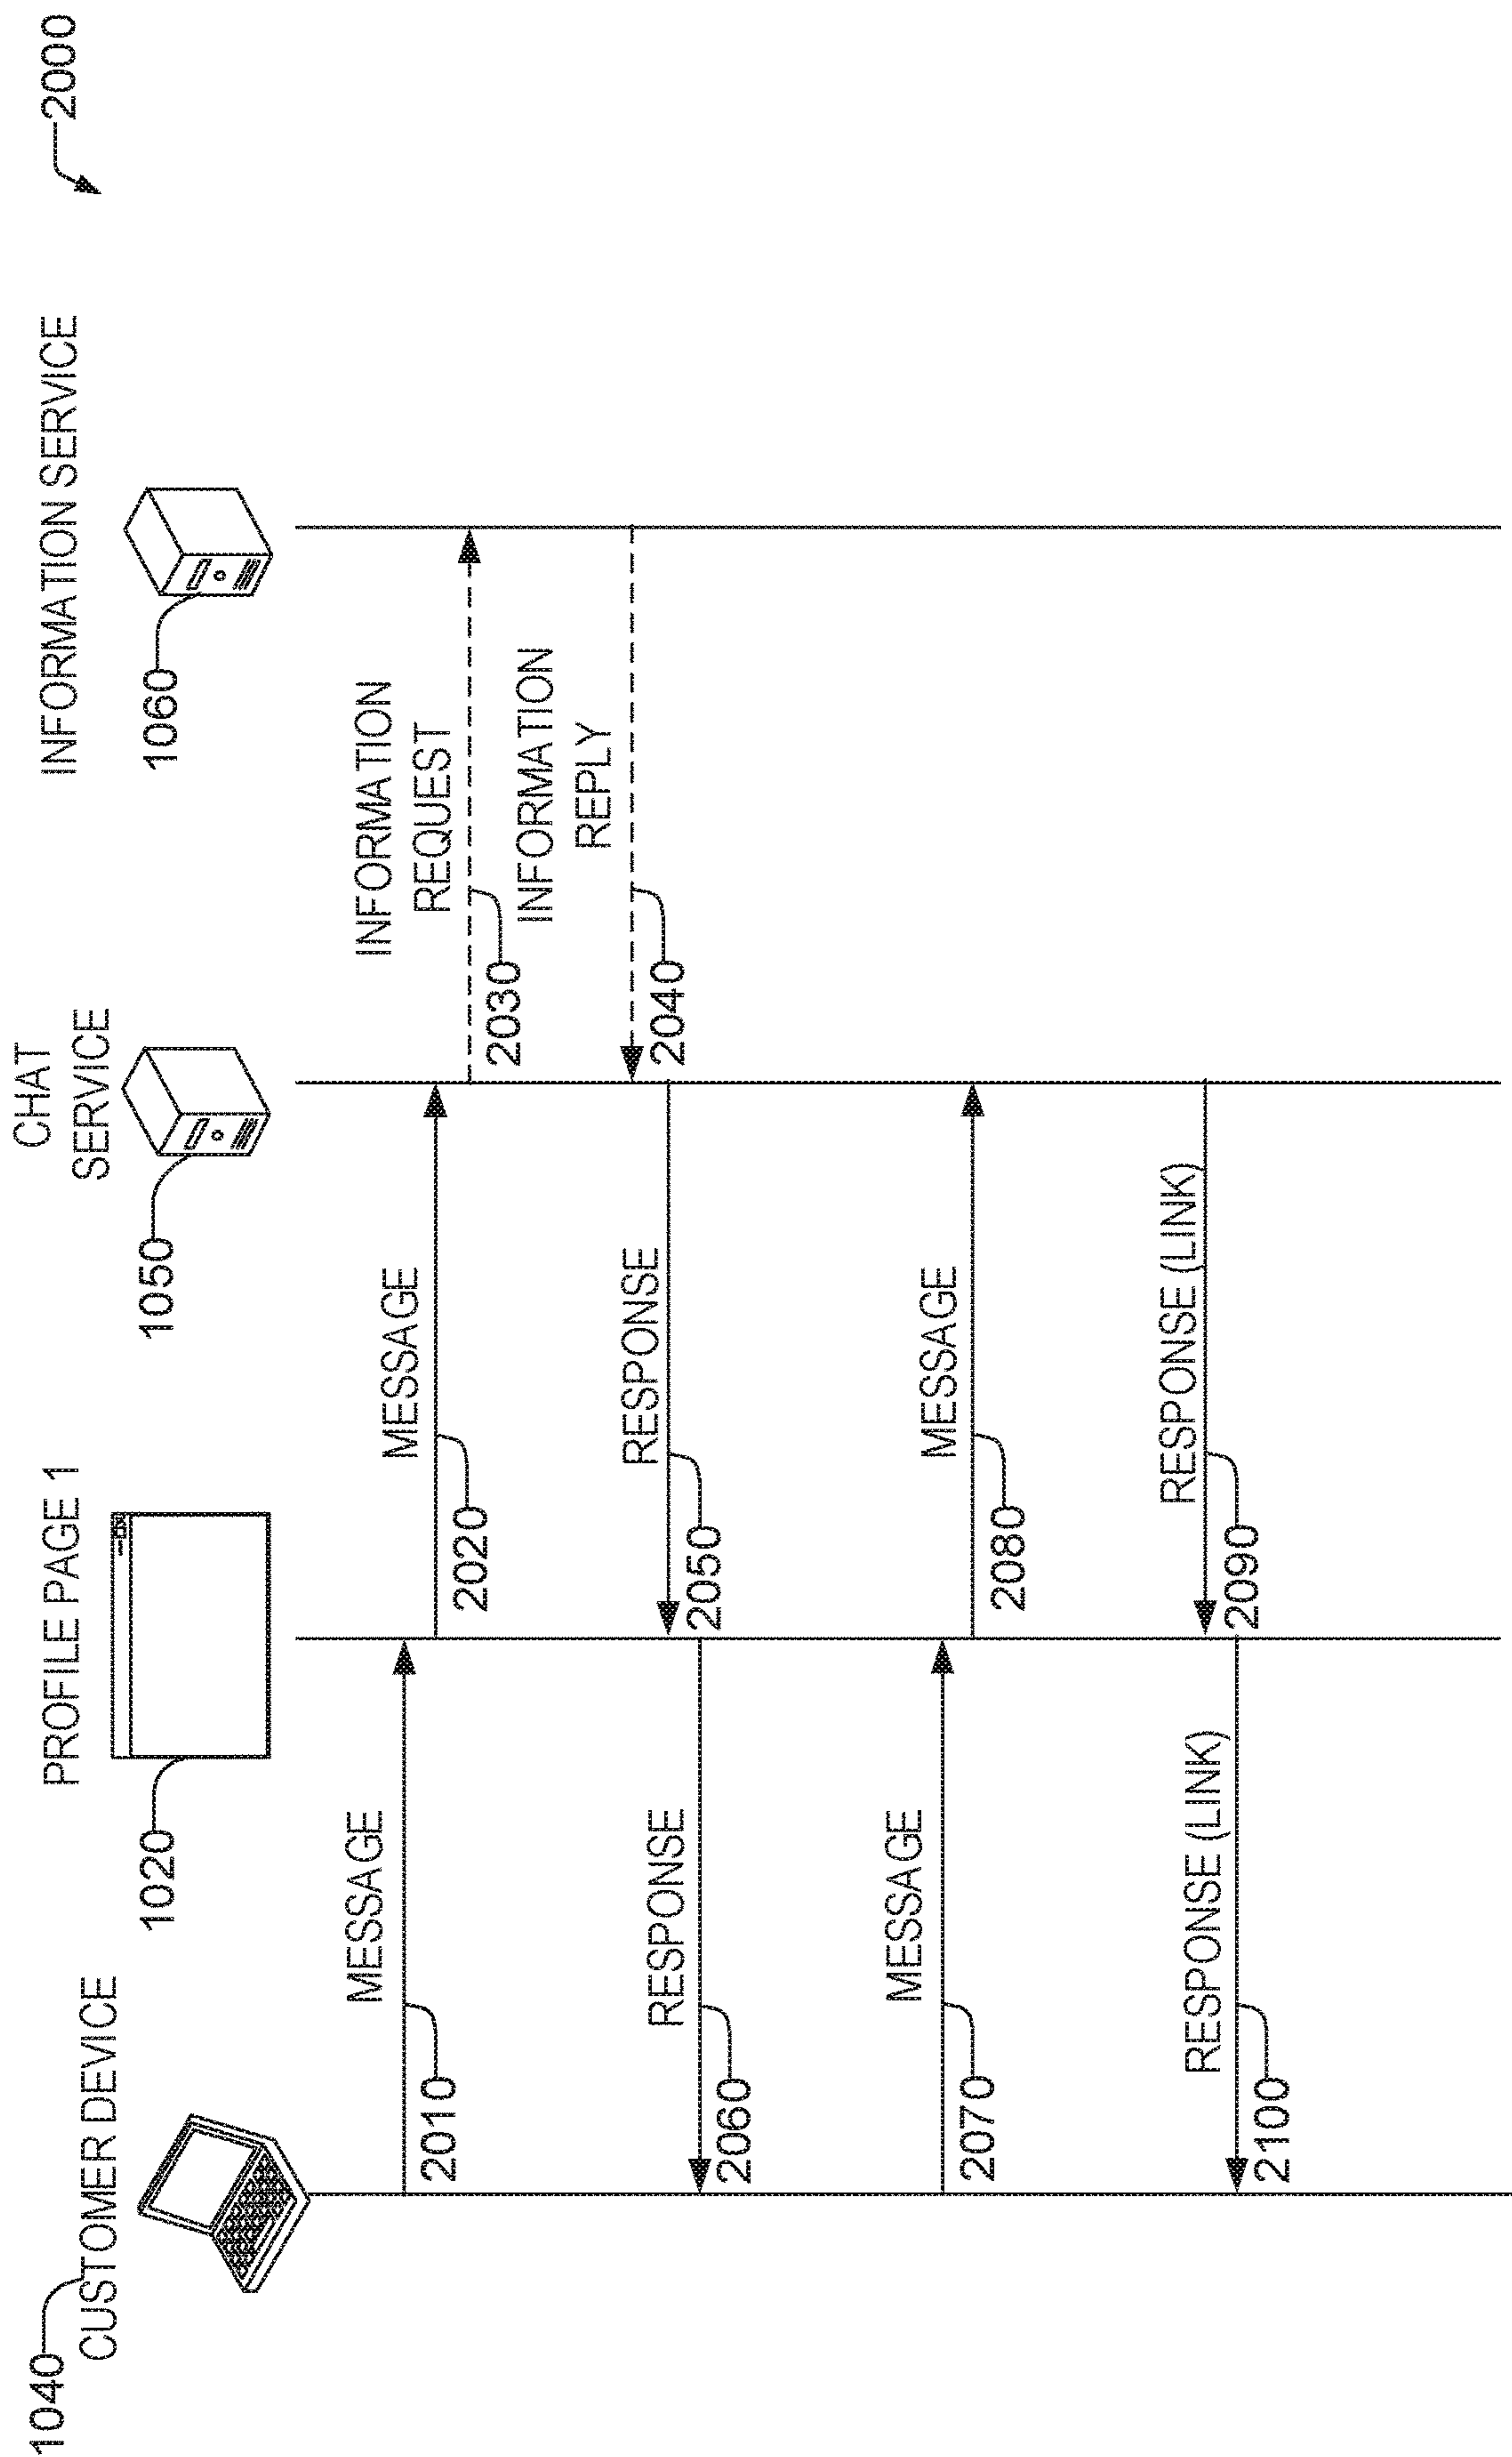 2000
1040
CUSTOMER DEVICE
PROFILE PAGE 1
1020
CHAT
SERVICE
1050
INFORMATION SERVICE
1060
MESSAGE
2010
MESSAGE
2020
INFORMATION
REQUEST
2030
INFORMATION
REPLY
2040
RESPONSE
2050
RESPONSE
2060
MESSAGE
2070
MESSAGE
2080
RESPONSE (LINK)
2090
RESPONSE (LINK)
2100